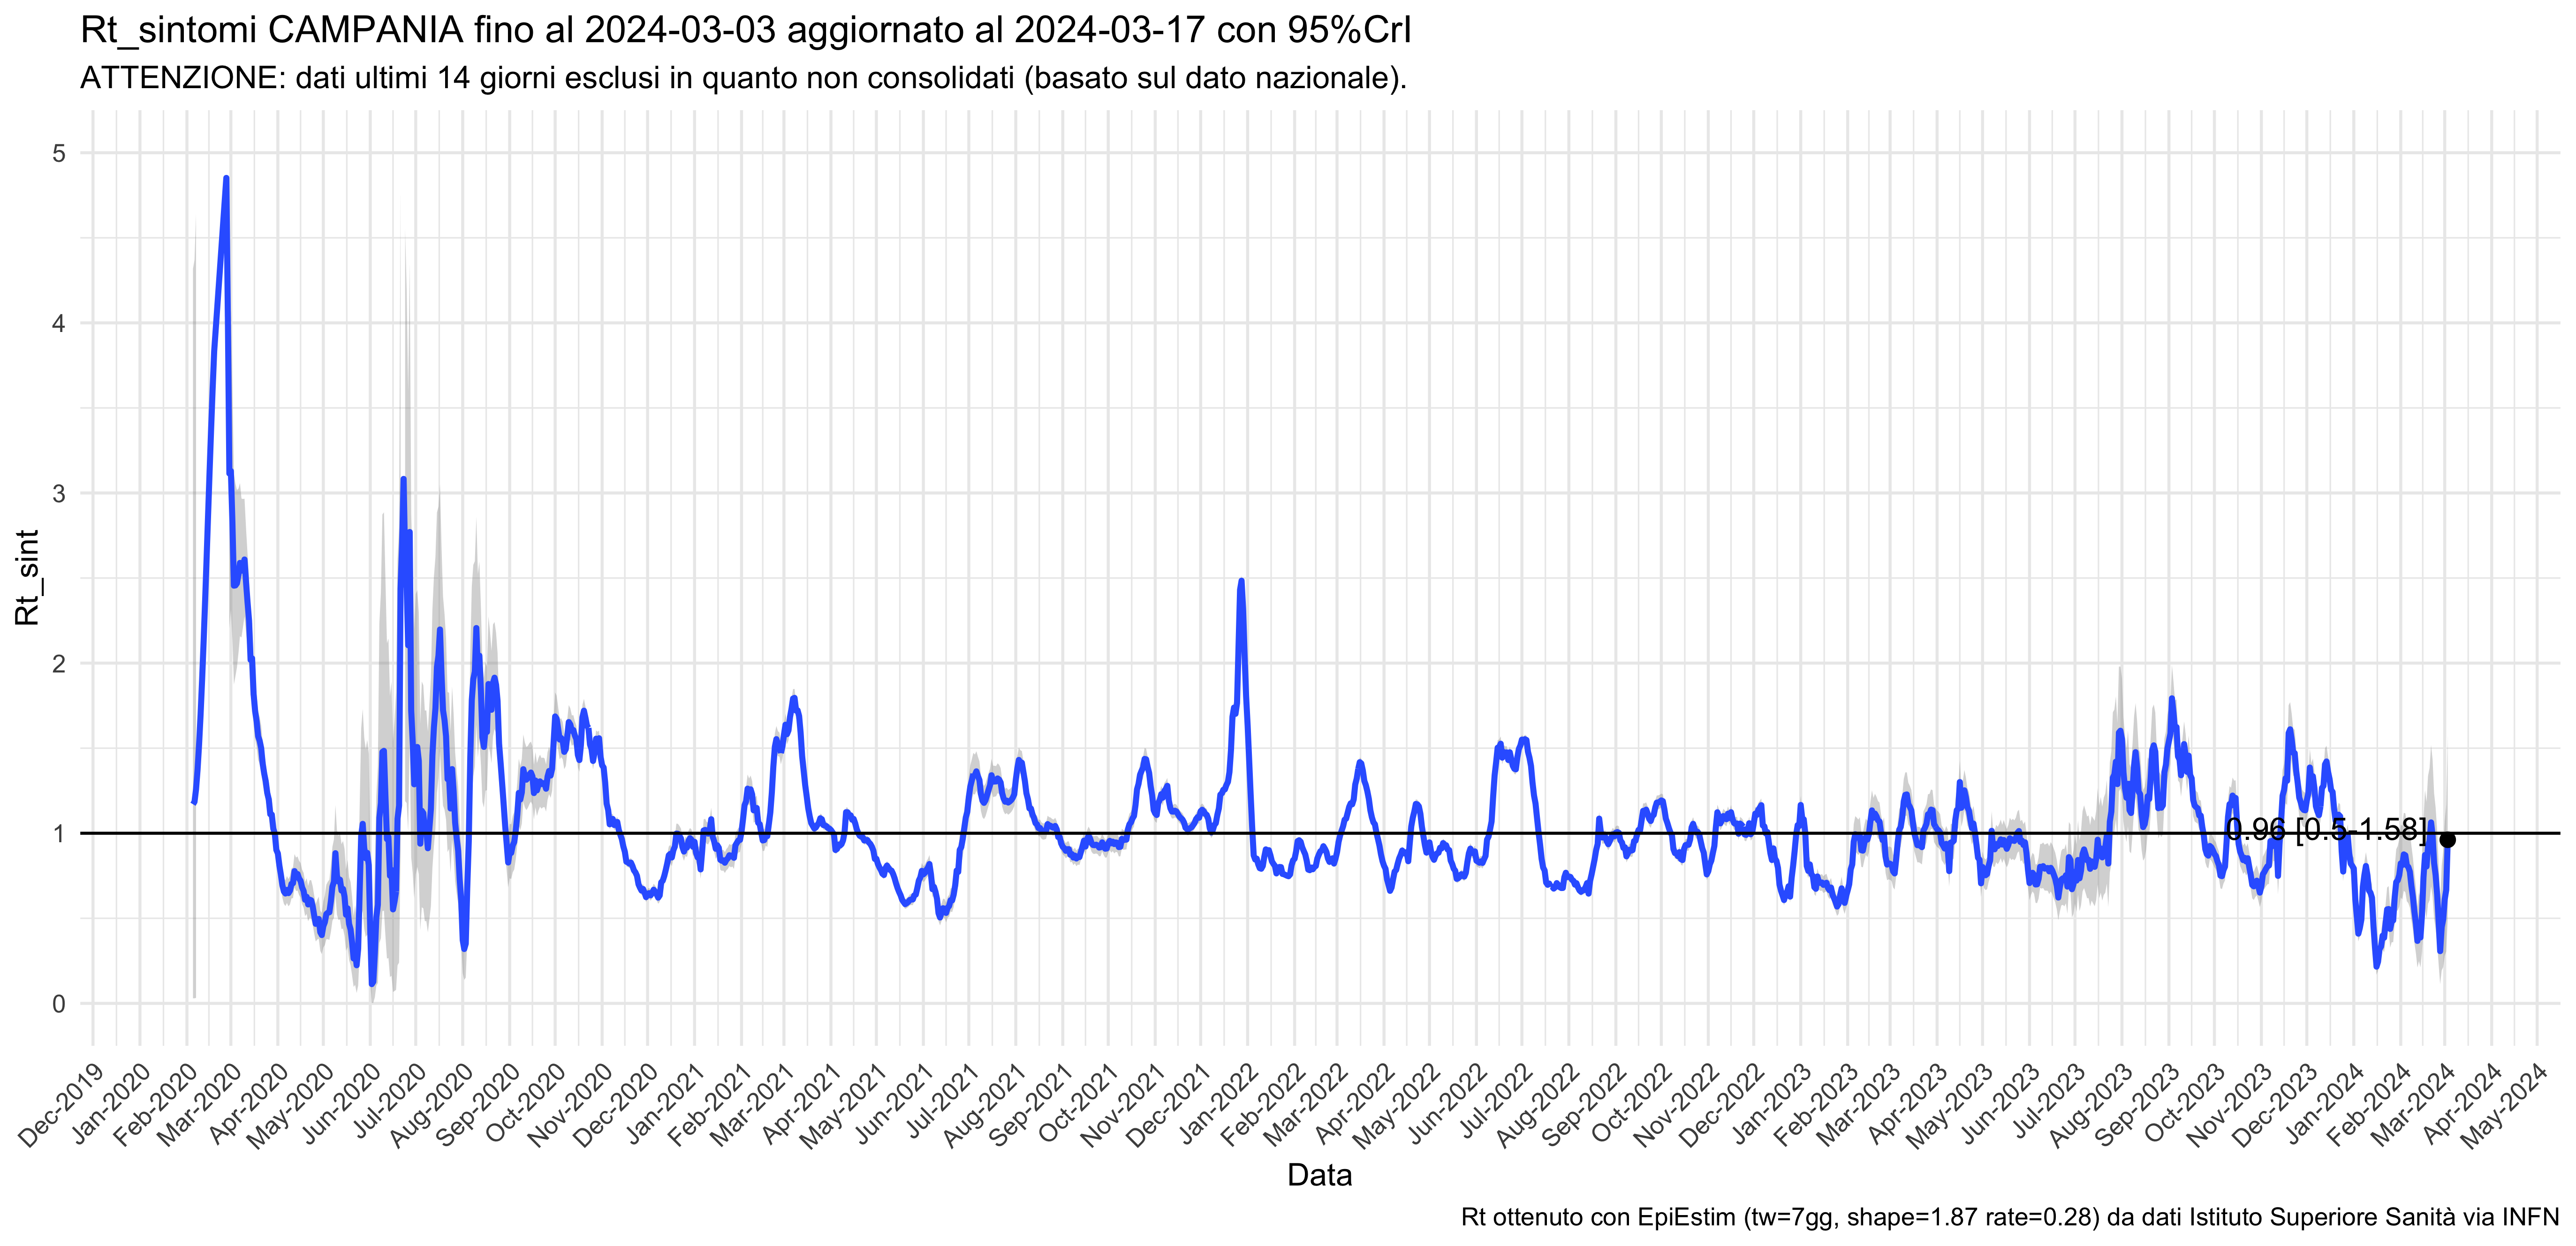 Rt_sintomi CAMPANIA fino al 2024-03-03 aggiornato al 2024-03-17 con 95%CrI
ATTENZIONE: dati ultimi 14 giorni esclusi in quanto non consolidati (basato sul dato nazionale).
5
4
3
2
1
0
Rt_sint
0.96 [0.5-1.58]
Dec-2019
Jan-2020
Feb-2020
Mar-2020
Apr-2020
May-2020
Jun-2020
Jul-2020
Aug-2020
Sep-2020
Oct-2020
Nov-2020
Dec-2020
Jan-2021
Feb-2021
Mar-2021
Apr-2021
May-2021
Jun-2021
Jul-2021
Aug-2021
Sep-2021
Oct-2021
Nov-2021
Dec-2021
Jan-2022
Feb-2022
Mar-2022
Apr-2022
May-2022
Jun-2022
Jul-2022
Aug-2022
Sep-2022
Oct-2022
Nov-2022
Dec-2022
Jan-2023
Feb-2023
Mar-2023
Apr-2023
May-2023
Jun-2023
Jul-2023
Aug-2023
Sep-2023
Oct-2023
Nov-2023
Dec-2023
Jan-2024
Feb-2024
Mar-2024
Apr-2024
May-2024
Data
Rt ottenuto con EpiEstim (tw=7gg, shape=1.87 rate=0.28) da dati Istituto Superiore Sanità via INFN